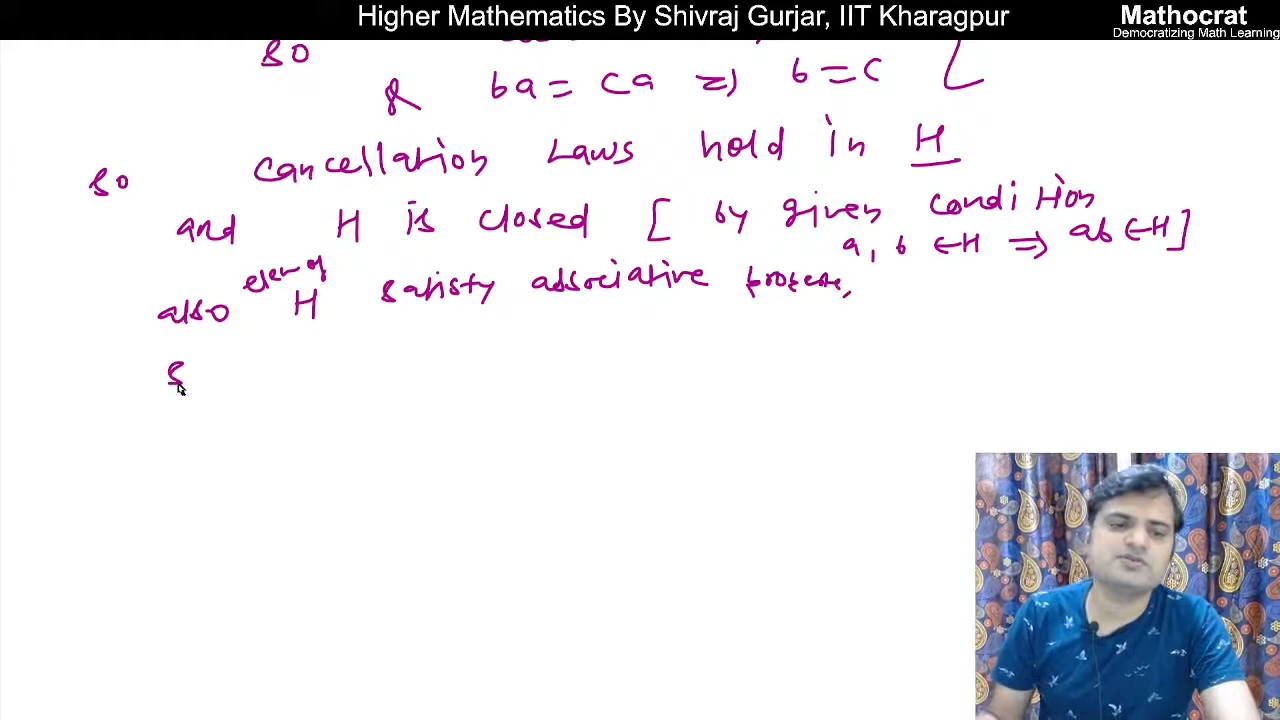 Higher Mathematics By Shivraj Gurjar, IIT Kharagpur
Mathocrat
Democratizing Math Learning
so
& ba = ca => b = c
so cancellation Laws hold in H
and H is closed [ by given condition
a, b ∈ H => ab ∈ H ]
also elem of H satisfy associative
S